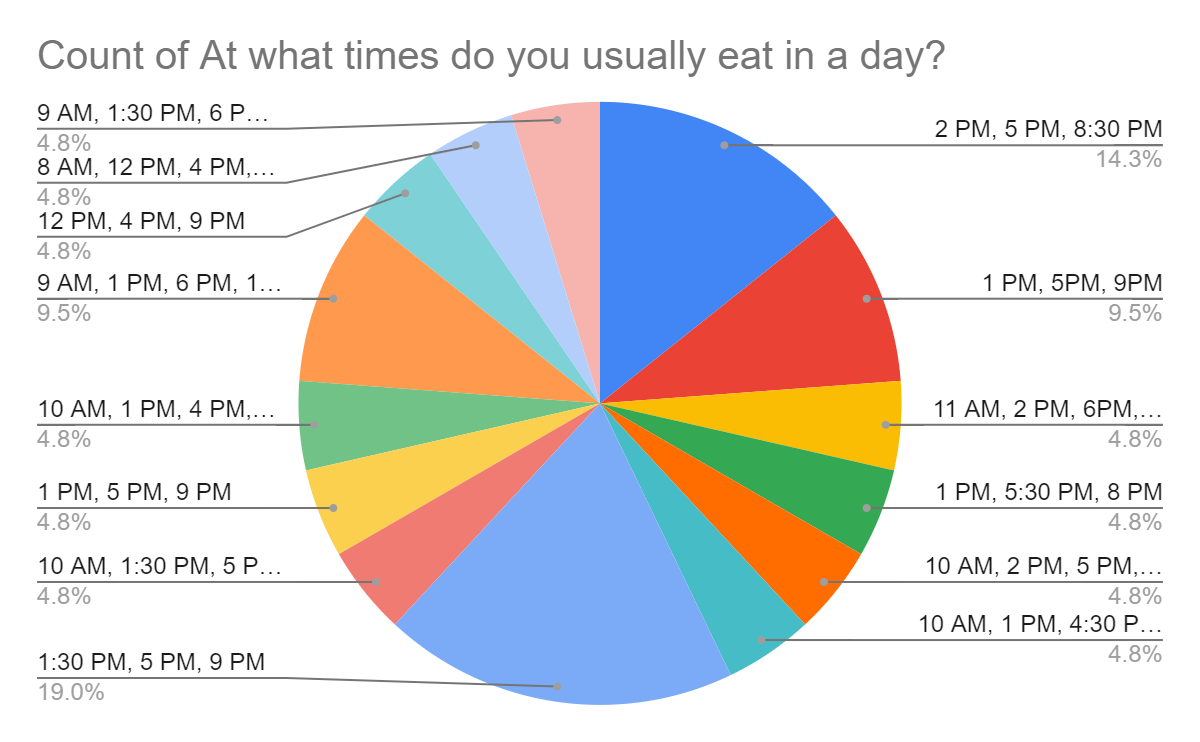 Count of At what times do you usually eat in a day?
9 AM, 1:30 PM, 6 P…
4.8%
8 AM, 12 PM, 4 PM,…
4.8%
12 PM, 4 PM, 9 PM
4.8%
9 AM, 1 PM, 6 PM, 1…
9.5%
10 AM, 1 PM, 4 PM,…
4.8%
1 PM, 5 PM, 9 PM
4.8%
10 AM, 1:30 PM, 5 P…
4.8%
1:30 PM, 5 PM, 9 PM
19.0%
2 PM, 5 PM, 8:30 PM
14.3%
1 PM, 5PM, 9PM
9.5%
11 AM, 2 PM, 6PM,…
4.8%
1 PM, 5:30 PM, 8 PM
4.8%
10 AM, 2 PM, 5 PM,…
4.8%
10 AM, 1 PM, 4:30 P…
4.8%